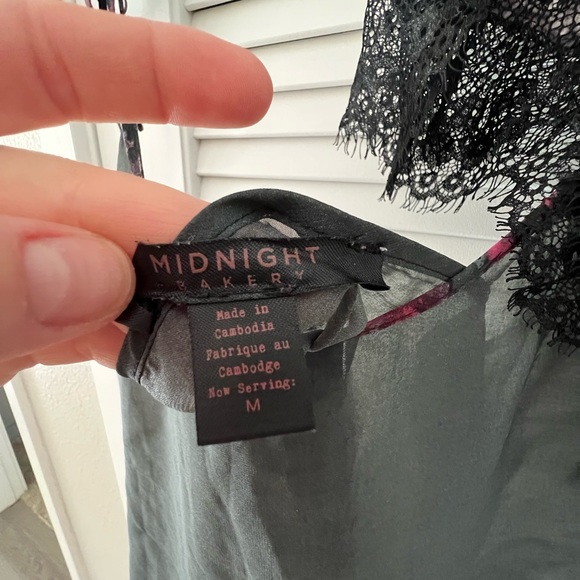 MIDNIGHT
BAKERY
Made in
Cambodia
Fabrique au
Cambodge
Now Serving:
M